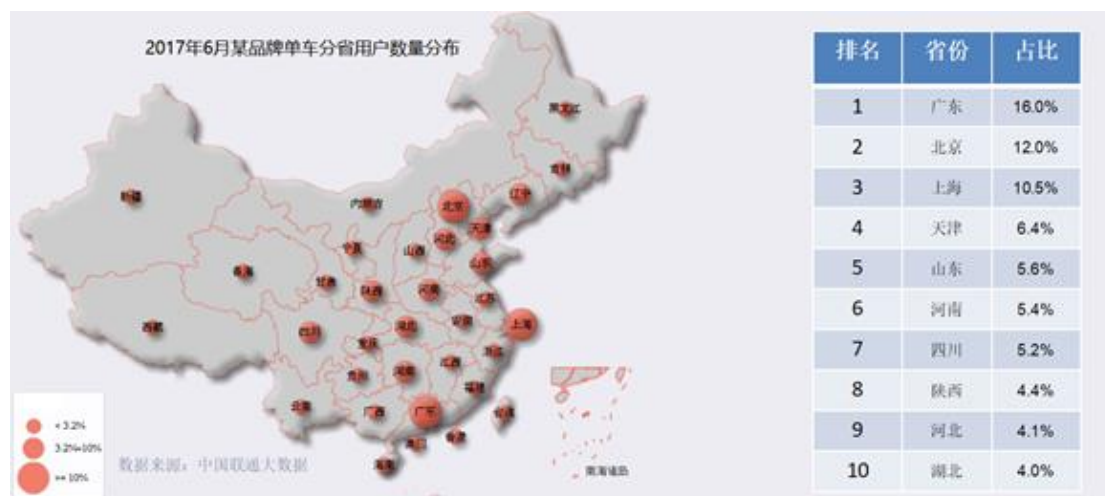 2017年6月某品牌单车分省用户数量分布
黑龙江
吉林
新疆
内蒙古
北京
辽宁
天津
河北
宁夏
山西
山东
青海
甘肃
陕西
河南
江苏
西藏
四川
湖北
安徽
上海
重庆
浙江
贵州
湖南
江西
福建
云南
广西
广东
台湾
澳门
香港
海南
南海诸岛
< 3.2%
3.2%~10%
>= 10%
数据来源：中国联通大数据
排名 省份 占比
1 广东 16.0%
2 北京 12.0%
3 上海 10.5%
4 天津 6.4%
5 山东 5.6%
6 河南 5.4%
7 四川 5.2%
8 陕西 4.4%
9 河北 4.1%
10 湖北 4.0%